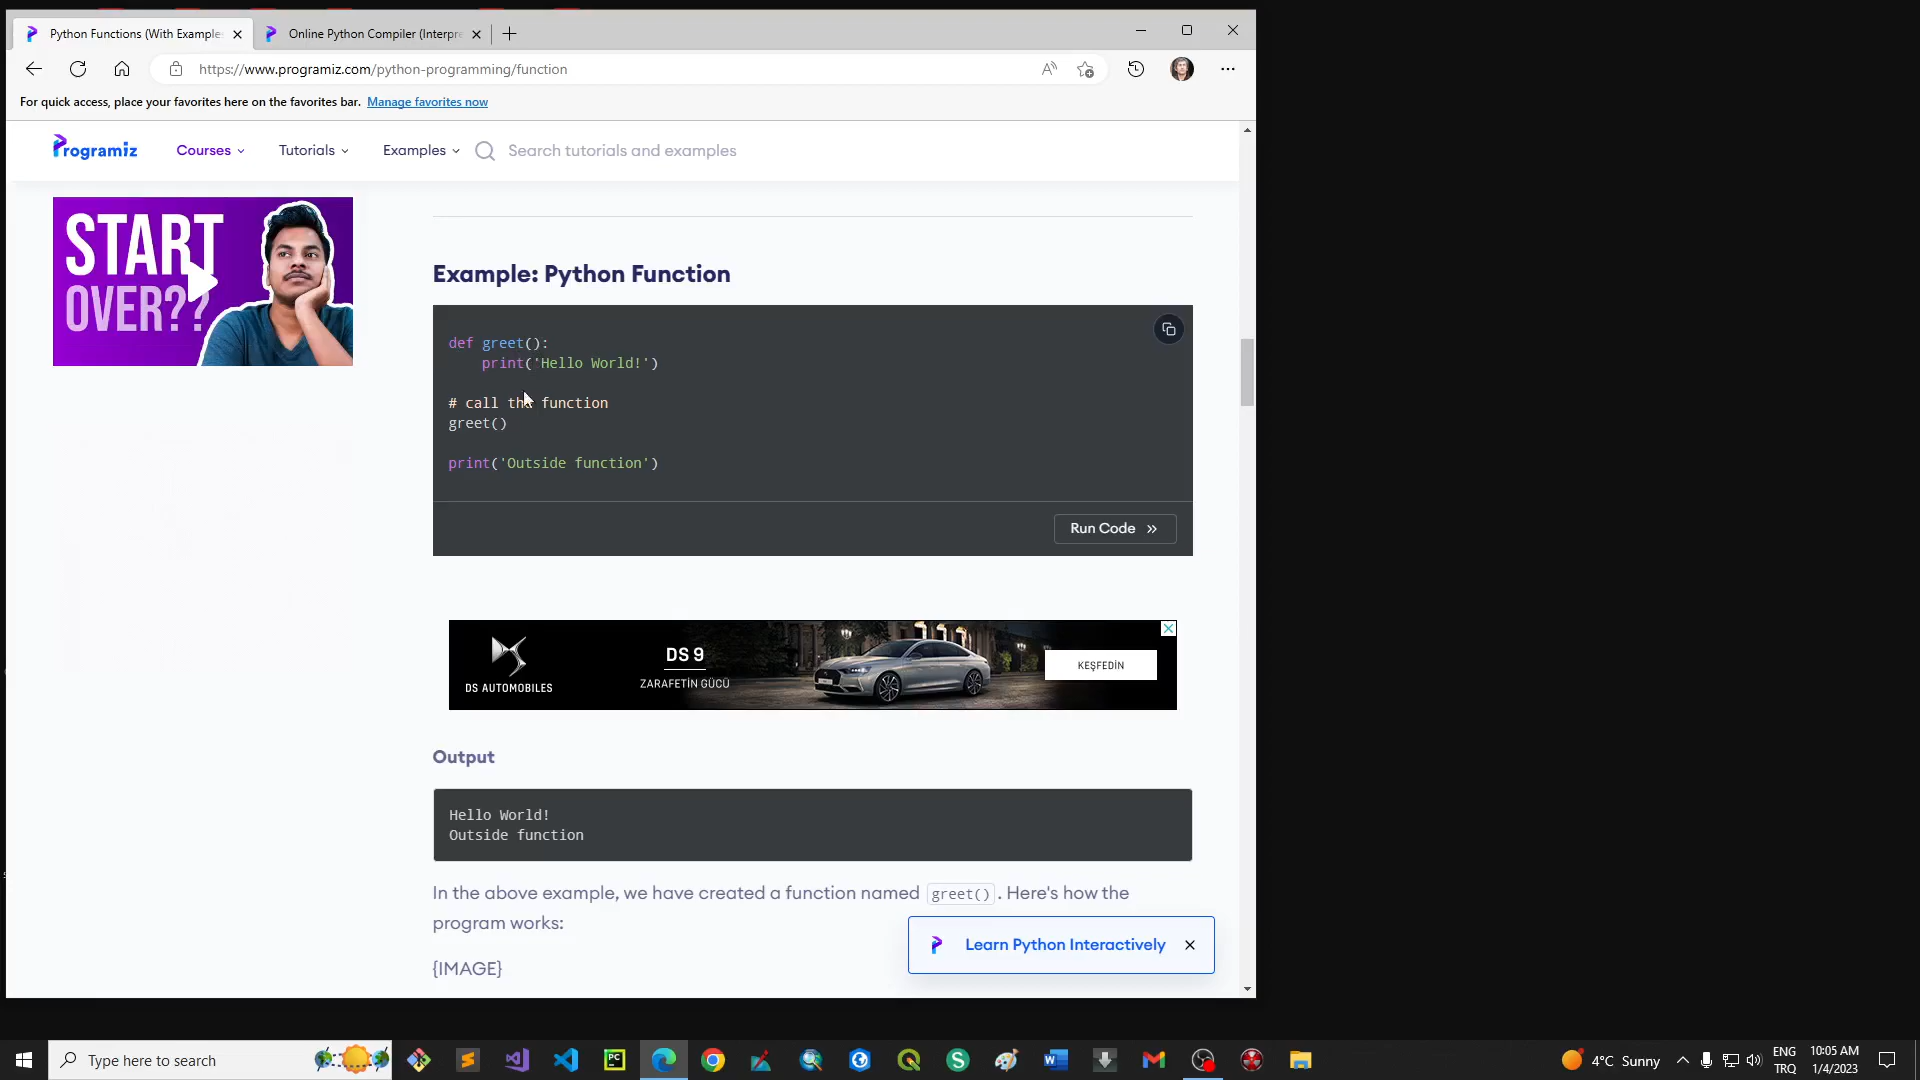 Python Functions (With Example
Online Python Compiler (Interpre
https://www.programiz.com/python-programming/function
For quick access, place your favorites here on the favorites bar. Manage favorites now
Programiz
Courses
Tutorials
Examples
Search tutorials and examples
START
OVER??
Example: Python Function
def greet():
    print('Hello World!')
# call the function
greet()
print('Outside function')
Run Code
DS AUTOMOBILES
DS 9
ZARAFETİN GÜCÜ
KEŞFEDİN
Output
Hello World!
Outside function
In the above example, we have created a function named greet(). Here's how the
program works:
{IMAGE}
Learn Python Interactively
Type here to search
PC
S
4°C Sunny
ENG
TRQ
10:05 AM
1/4/2023